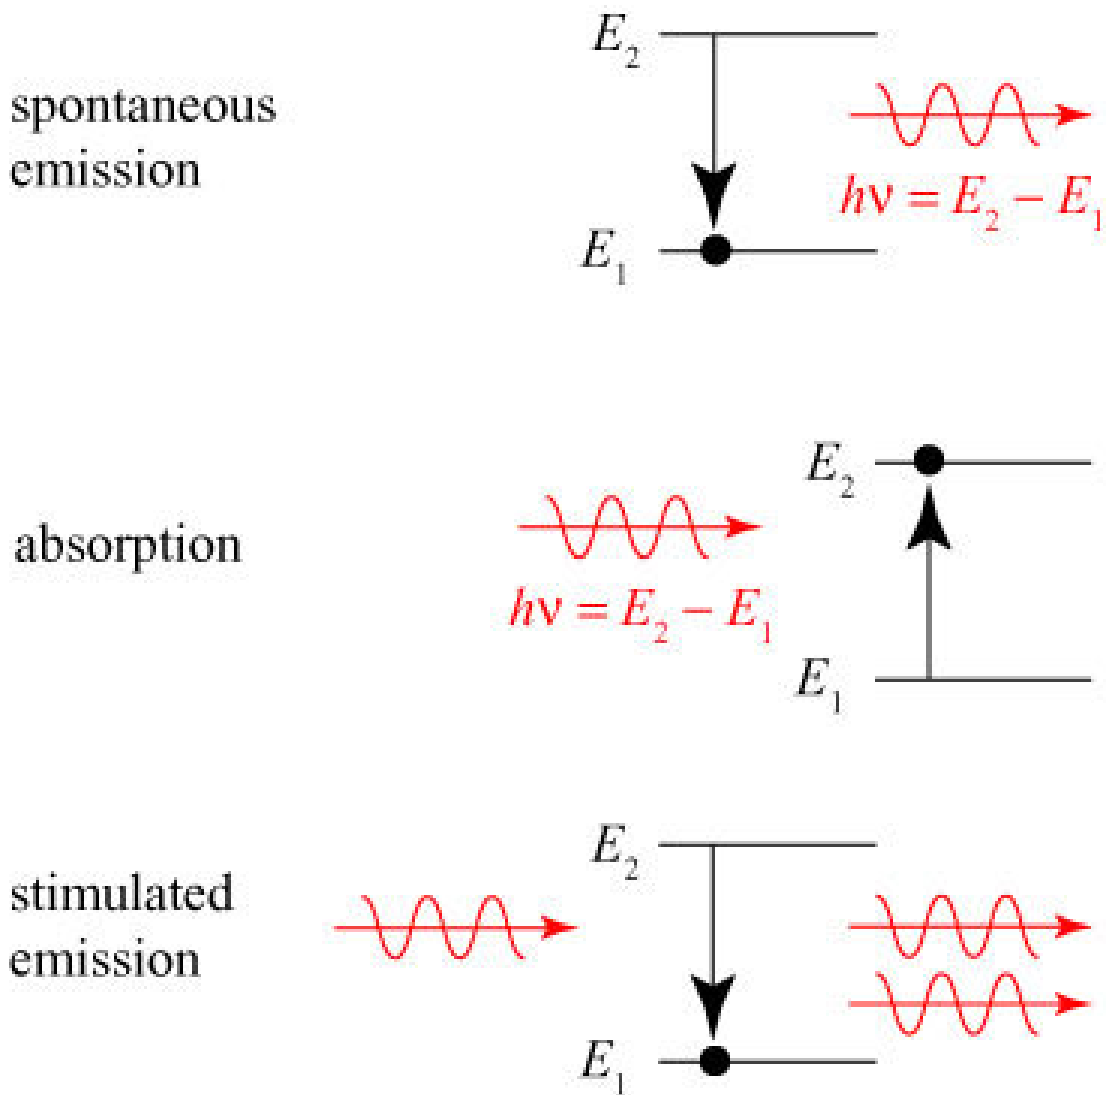 E₂
spontaneous
emission
hν = E₂ − E₁
E₁
E₂
absorption
hν = E₂ − E₁
E₁
E₂
stimulated
emission
E₁